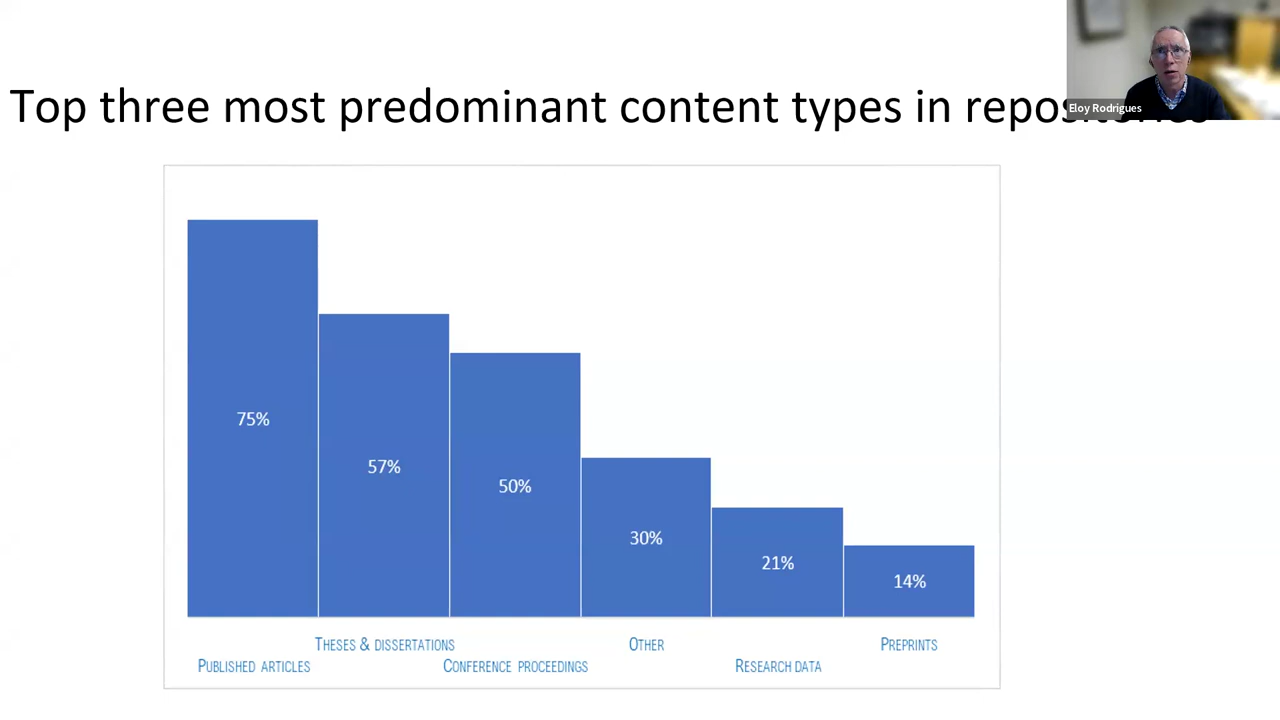 Top three most predominant content types in repositories
Eloy Rodrigues
75%
57%
50%
30%
21%
14%
THESES & DISSERTATIONS
OTHER
PREPRINTS
PUBLISHED ARTICLES
CONFERENCE PROCEEDINGS
RESEARCH DATA